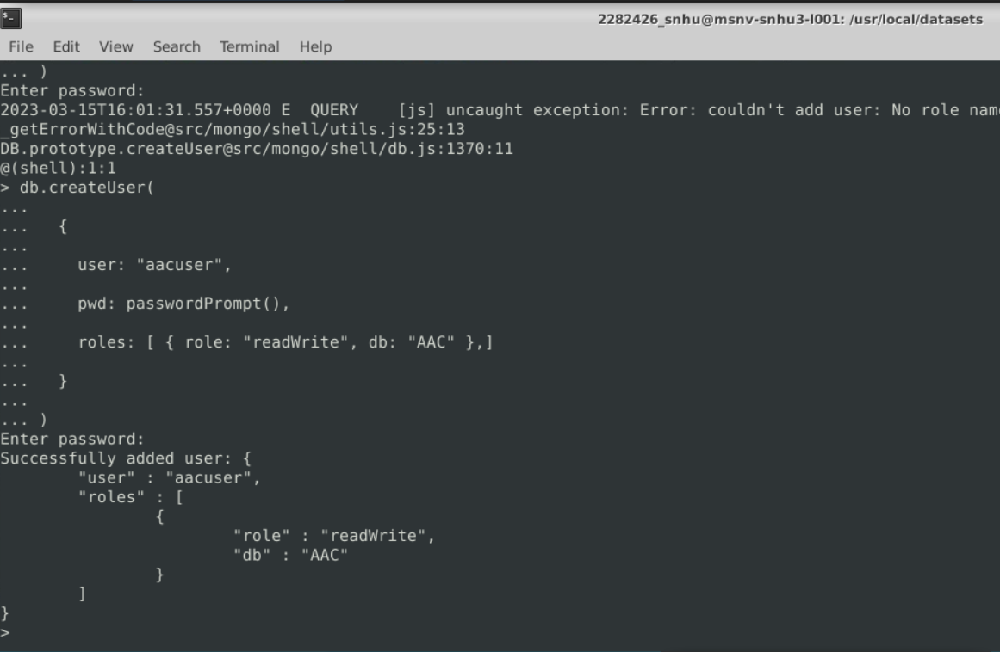 2282426_snhu@msnv-snhu3-l001: /usr/local/datasets
File Edit View Search Terminal Help
... )
Enter password:
2023-03-15T16:01:31.557+0000 E  QUERY    [js] uncaught exception: Error: couldn't add user: No role
_getErrorWithCode@src/mongo/shell/utils.js:25:13
DB.prototype.createUser@src/mongo/shell/db.js:1370:11
@(shell):1:1
> db.createUser(
...
...   {
...
...     user: "aacuser",
...
...     pwd: passwordPrompt(),
...
...     roles: [ { role: "readWrite", db: "AAC" },]
...
...   }
...
... )
Enter password:
Successfully added user: {
        "user" : "aacuser",
        "roles" : [
                {
                        "role" : "readWrite",
                        "db" : "AAC"
                }
        ]
}
>